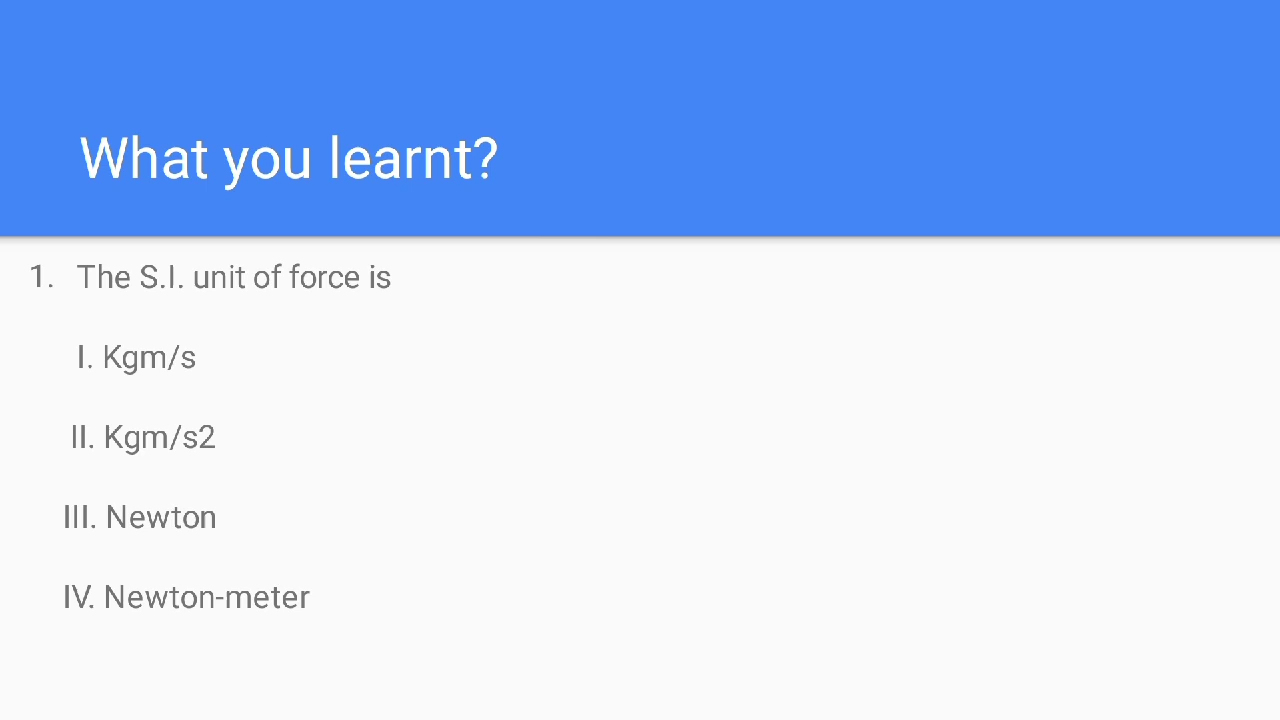 What you learnt?
1. The S.I. unit of force is
I. Kgm/s
II. Kgm/s2
III. Newton
IV. Newton-meter